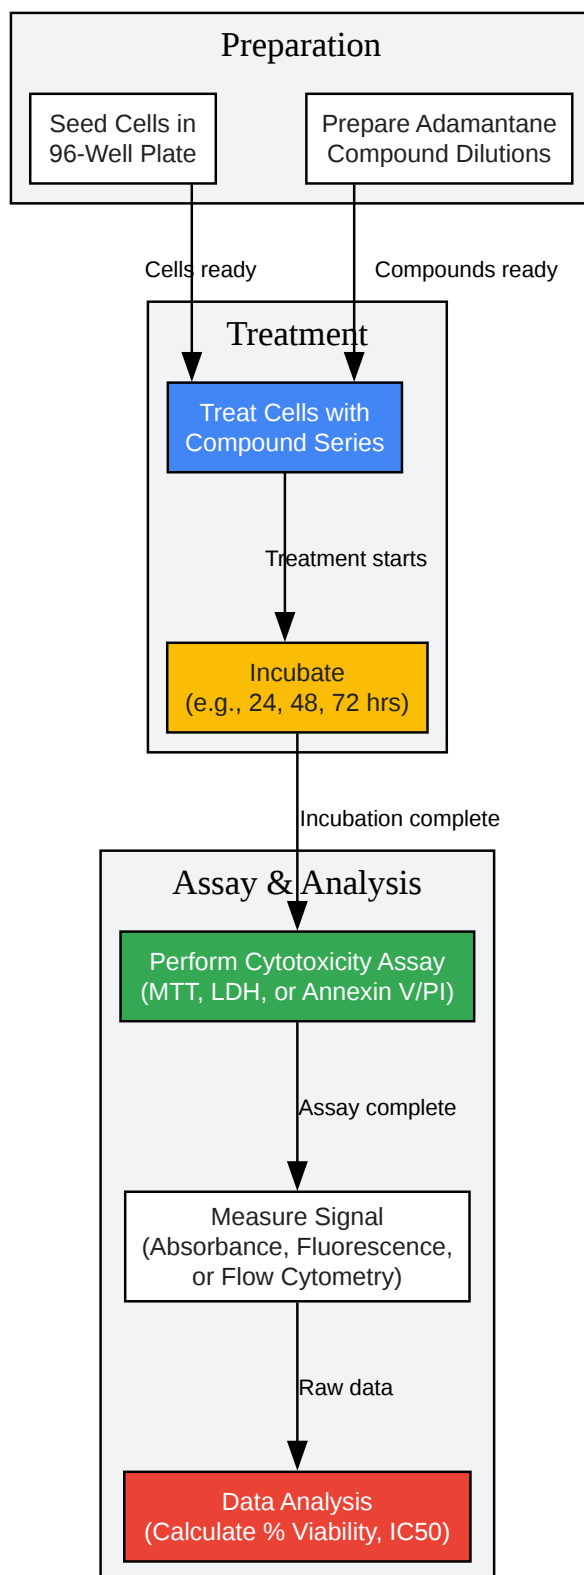 Preparation
Seed Cells in
96-Well Plate
Prepare Adamantane
Compound Dilutions
Cells ready
Compounds ready
Treatment
Treat Cells with
Compound Series
Treatment starts
Incubate
(e.g., 24, 48, 72 hrs)
Incubation complete
Assay & Analysis
Perform Cytotoxicity Assay
(MTT, LDH, or Annexin V/PI)
Assay complete
Measure Signal
(Absorbance, Fluorescence,
or Flow Cytometry)
Raw data
Data Analysis
(Calculate % Viability, IC50)